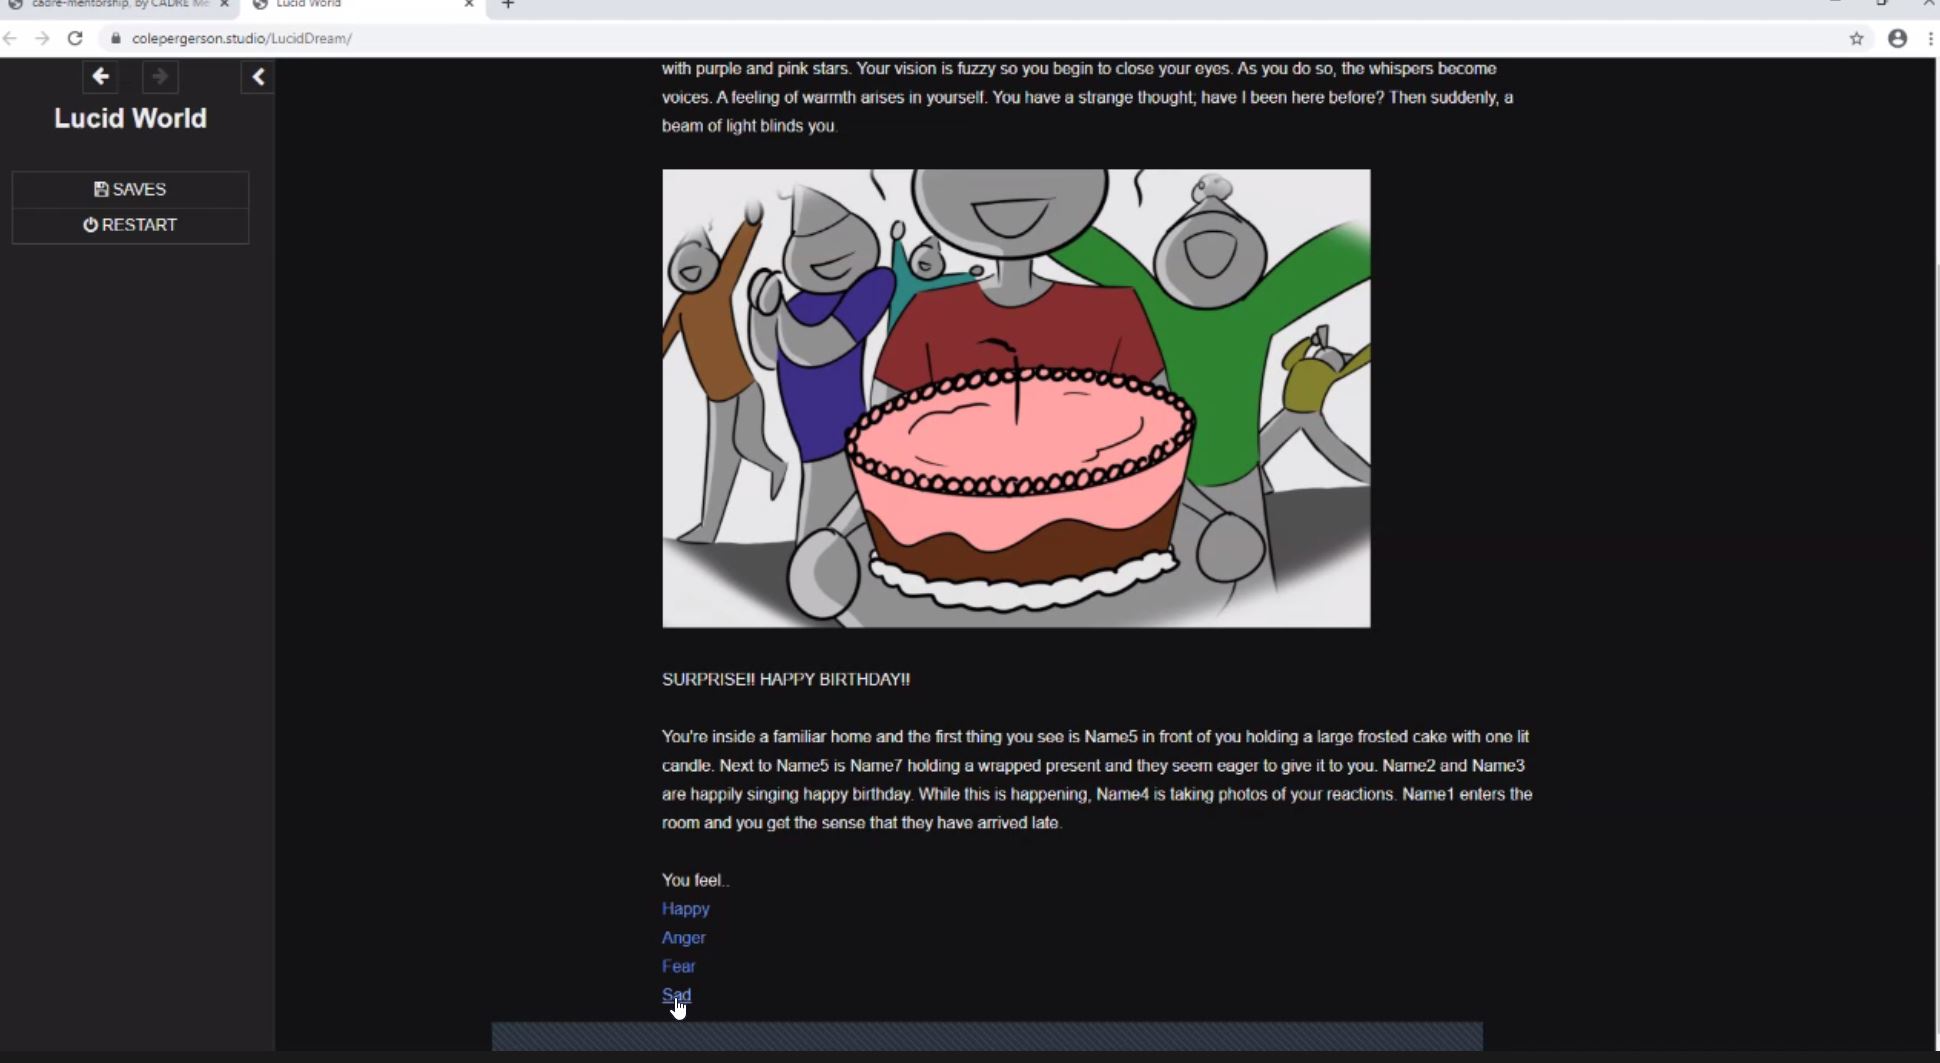 cadre-mentorship, by CADRE Me
Lucid World
colepergerson.studio/LucidDream/
Lucid World
SAVES
RESTART
with purple and pink stars. Your vision is fuzzy so you begin to close your eyes. As you do so, the whispers become
voices. A feeling of warmth arises in yourself. You have a strange thought; have I been here before? Then suddenly, a
beam of light blinds you.
SURPRISE!! HAPPY BIRTHDAY!!
You're inside a familiar home and the first thing you see is Name5 in front of you holding a large frosted cake with one lit
candle. Next to Name5 is Name7 holding a wrapped present and they seem eager to give it to you. Name2 and Name3
are happily singing happy birthday. While this is happening, Name4 is taking photos of your reactions. Name1 enters the
room and you get the sense that they have arrived late.
You feel..
Happy
Anger
Fear
Sad